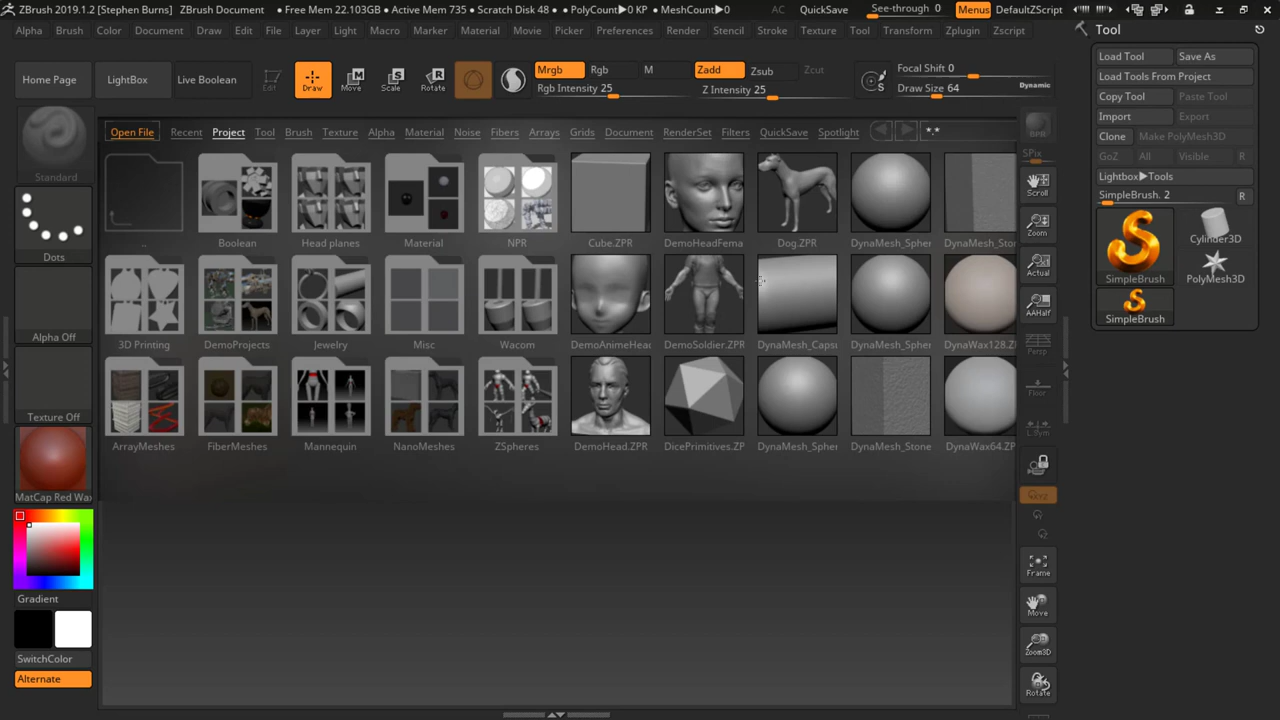 ZBrush 2019.1.2 [Stephen Burns] ZBrush Document • Free Mem 22.103GB • Active Mem 735 • Scratch Disk 48 • PolyCount▶0 KP • MeshCount▶0 AC QuickSave See-through 0 Menus DefaultZScript
Alpha Brush Color Document Draw Edit File Layer Light Macro Marker Material Movie Picker Preferences Render Stencil Stroke Texture Tool Transform Zplugin Zscript
Home Page LightBox Live Boolean Edit Draw Move Scale Rotate
Mrgb Rgb M Zadd Zsub Zcut
Rgb Intensity 25 Z Intensity 25
Focal Shift 0
Draw Size 64 Dynamic
Open File Recent Project Tool Brush Texture Alpha Material Noise Fibers Arrays Grids Document RenderSet Filters QuickSave Spotlight *.*
.. Boolean Head planes Material NPR Cube.ZPR DemoHeadFema Dog.ZPR DynaMesh_Spher DynaMesh_Stor
3D Printing DemoProjects Jewelry Misc Wacom DemoAnimeHead DemoSoldier.ZPR DynaMesh_Capsu DynaMesh_Spher DynaWax128.ZP
ArrayMeshes FiberMeshes Mannequin NanoMeshes ZSpheres DemoHead.ZPR DicePrimitives.ZP DynaMesh_Spher DynaMesh_Stone DynaWax64.ZP
Standard
Dots
Alpha Off
Texture Off
MatCap Red Wax
Gradient
SwitchColor
Alternate
BPR
SPix
Scroll
Zoom
Actual
AAHalf
Persp
Floor
L.Sym
XYZ
Y
Z
Frame
Move
Zoom3D
Rotate
Tool
Load Tool Save As
Load Tools From Project
Copy Tool Paste Tool
Import Export
Clone Make PolyMesh3D
GoZ All Visible R
Lightbox▶Tools
SimpleBrush. 2 R
SimpleBrush Cylinder3D
PolyMesh3D
SimpleBrush